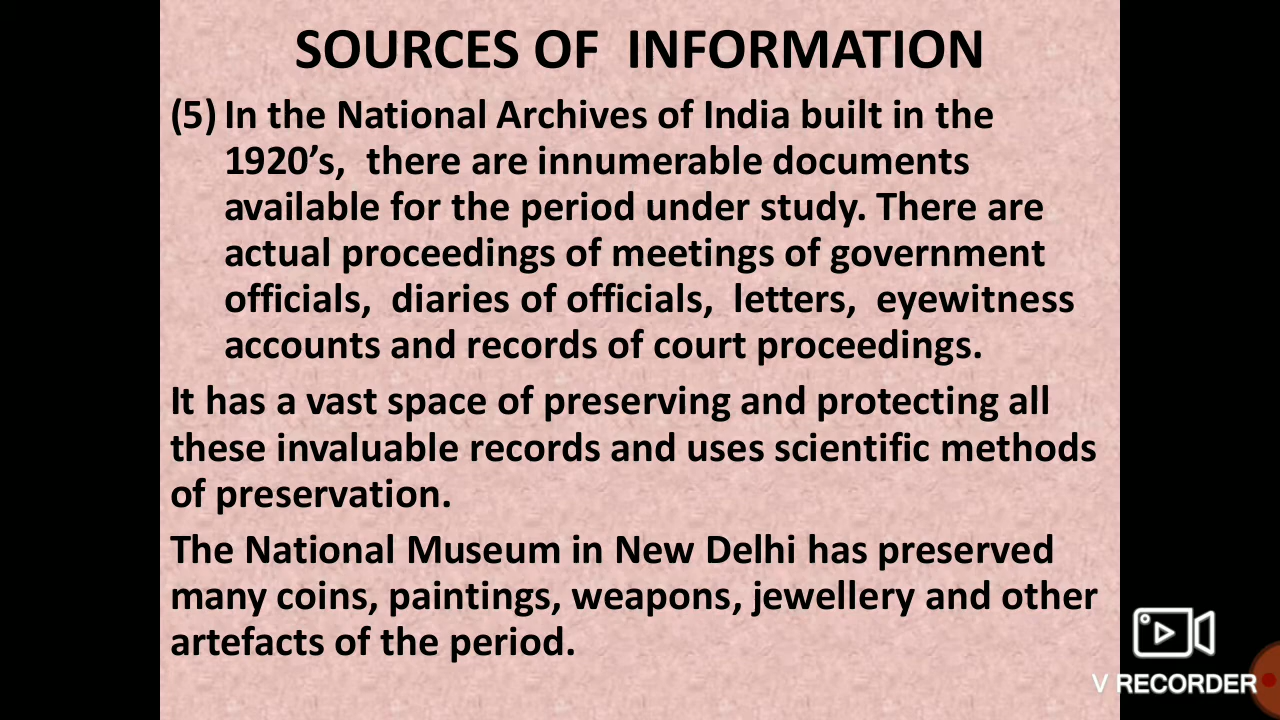 SOURCES OF INFORMATION
(5) In the National Archives of India built in the
1920’s, there are innumerable documents
available for the period under study. There are
actual proceedings of meetings of government
officials, diaries of officials, letters, eyewitness
accounts and records of court proceedings.
It has a vast space of preserving and protecting all
these invaluable records and uses scientific methods
of preservation.
The National Museum in New Delhi has preserved
many coins, paintings, weapons, jewellery and other
artefacts of the period.
V RECORDER